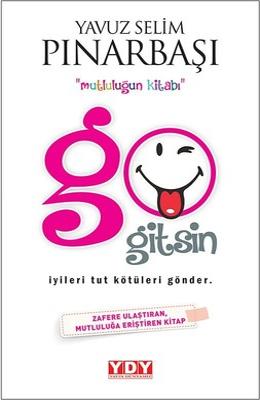 YAVUZ SELİM
PINARBAŞI
"mutluluğun kitabı"
go
gitsin
iyileri tut kötüleri gönder.
ZAFERE ULAŞTIRAN,
MUTLULUĞA ERİŞTİREN KİTAP
YDY